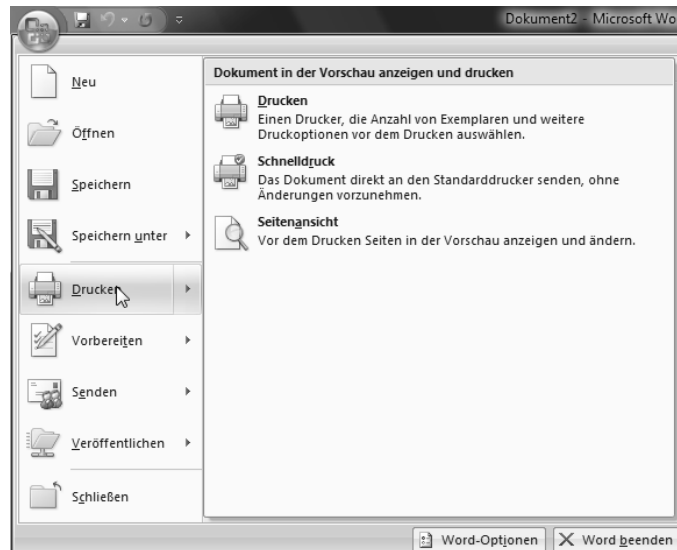 Dokument2 - Microsoft Wo
Neu
Öffnen
Speichern
Speichern unter
Drucken
Vorbereiten
Senden
Veröffentlichen
Schließen
Dokument in der Vorschau anzeigen und drucken
Drucken
Einen Drucker, die Anzahl von Exemplaren und weitere
Druckoptionen vor dem Drucken auswählen.
Schnelldruck
Das Dokument direkt an den Standarddrucker senden, ohne
Änderungen vorzunehmen.
Seitenansicht
Vor dem Drucken Seiten in der Vorschau anzeigen und ändern.
Word-Optionen
Word beenden